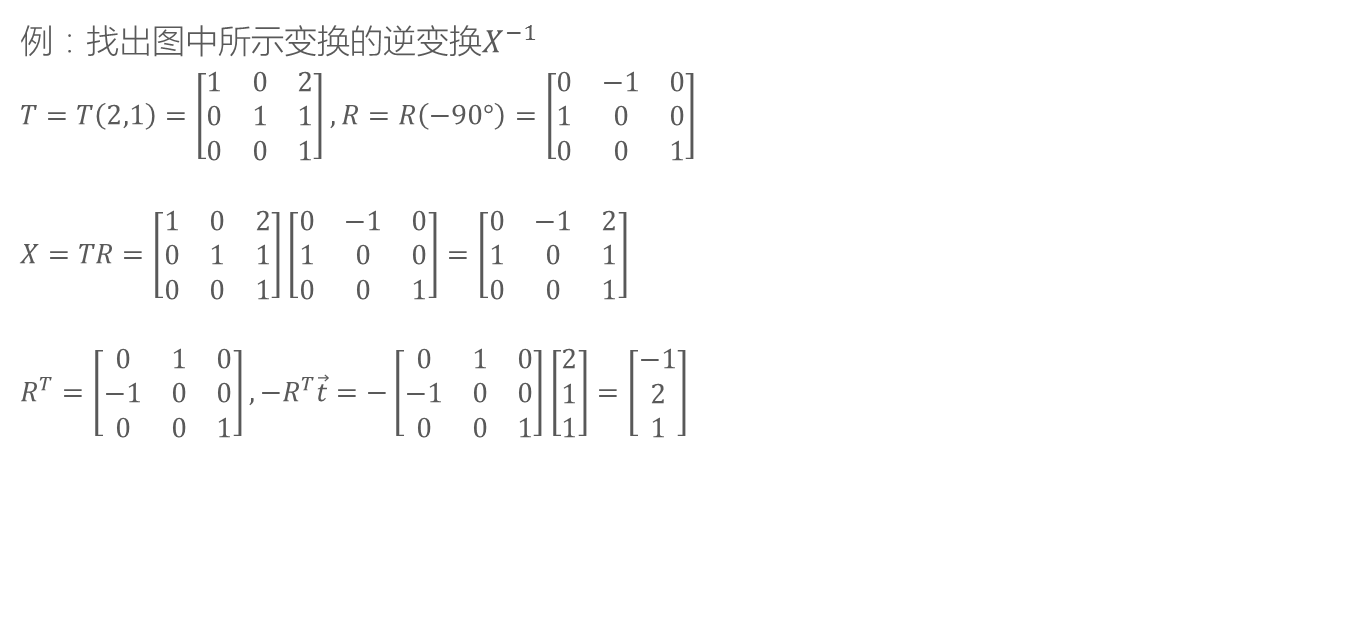 例：找出图中所示变换的逆变换X⁻¹
T = T(2,1) = [1 0 2; 0 1 1; 0 0 1], R = R(−90°) = [0 −1 0; 1 0 0; 0 0 1]
X = TR = [1 0 2; 0 1 1; 0 0 1][0 −1 0; 1 0 0; 0 0 1] = [0 −1 2; 1 0 1; 0 0 1]
Rᵀ = [0 1 0; −1 0 0; 0 0 1], −Rᵀt⃗ = −[0 1 0; −1 0 0; 0 0 1][2; 1; 1] = [−1; 2; 1]